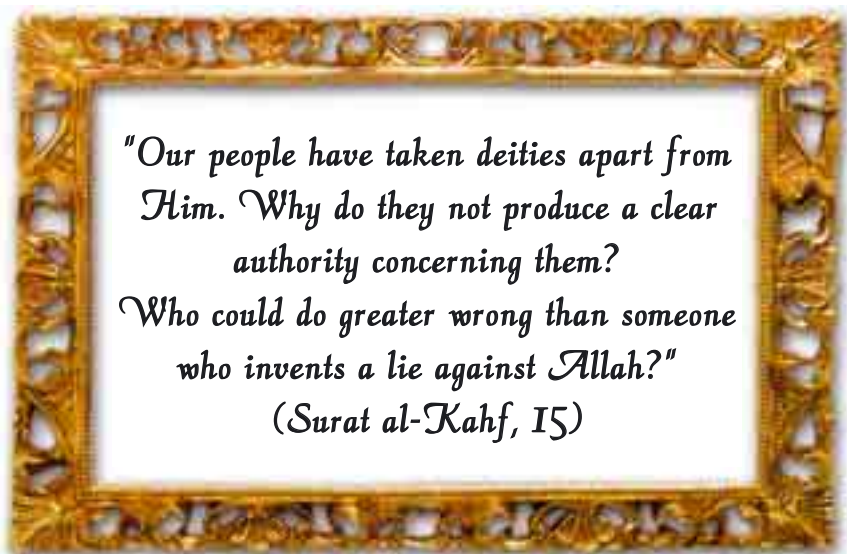 "Our people have taken deities apart from
Him. Why do they not produce a clear
authority concerning them?
Who could do greater wrong than someone
who invents a lie against Allah?"
(Surat al-Kahf, 15)